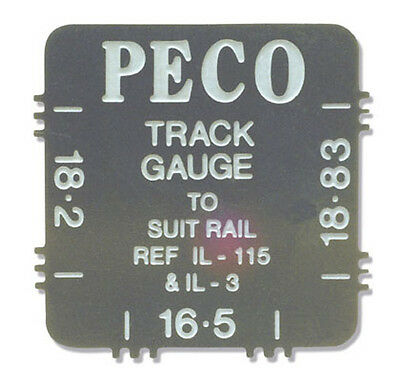 PECO
TRACK
GAUGE
TO
SUIT RAIL
REF IL - 115
& IL - 3
18·2
18·83
16·5